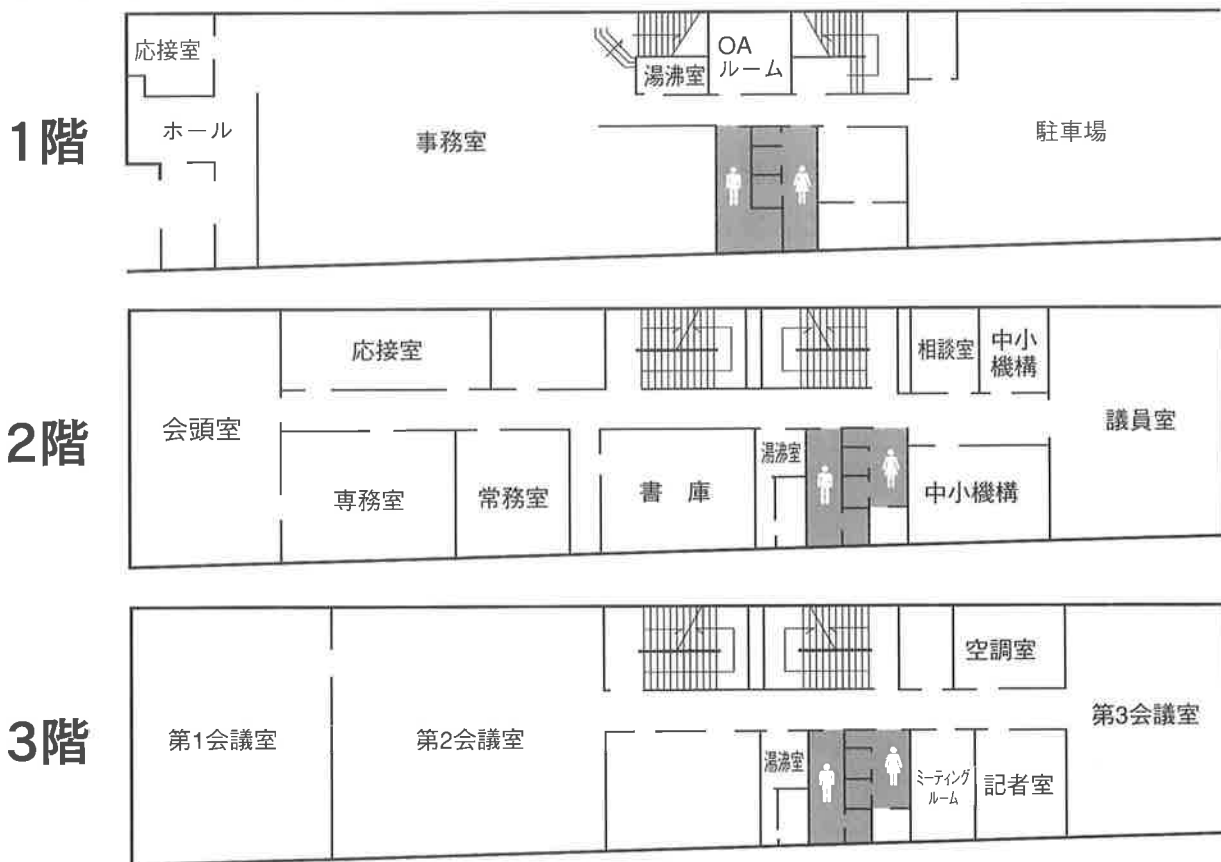 1階
応接室
ホール
事務室
湯沸室
OA
ルーム
駐車場
2階
会頭室
応接室
専務室
常務室
書 庫
湯沸室
相談室
中小
機構
中小機構
議員室
3階
第1会議室
第2会議室
湯沸室
空調室
ミーティング
ルーム
記者室
第3会議室